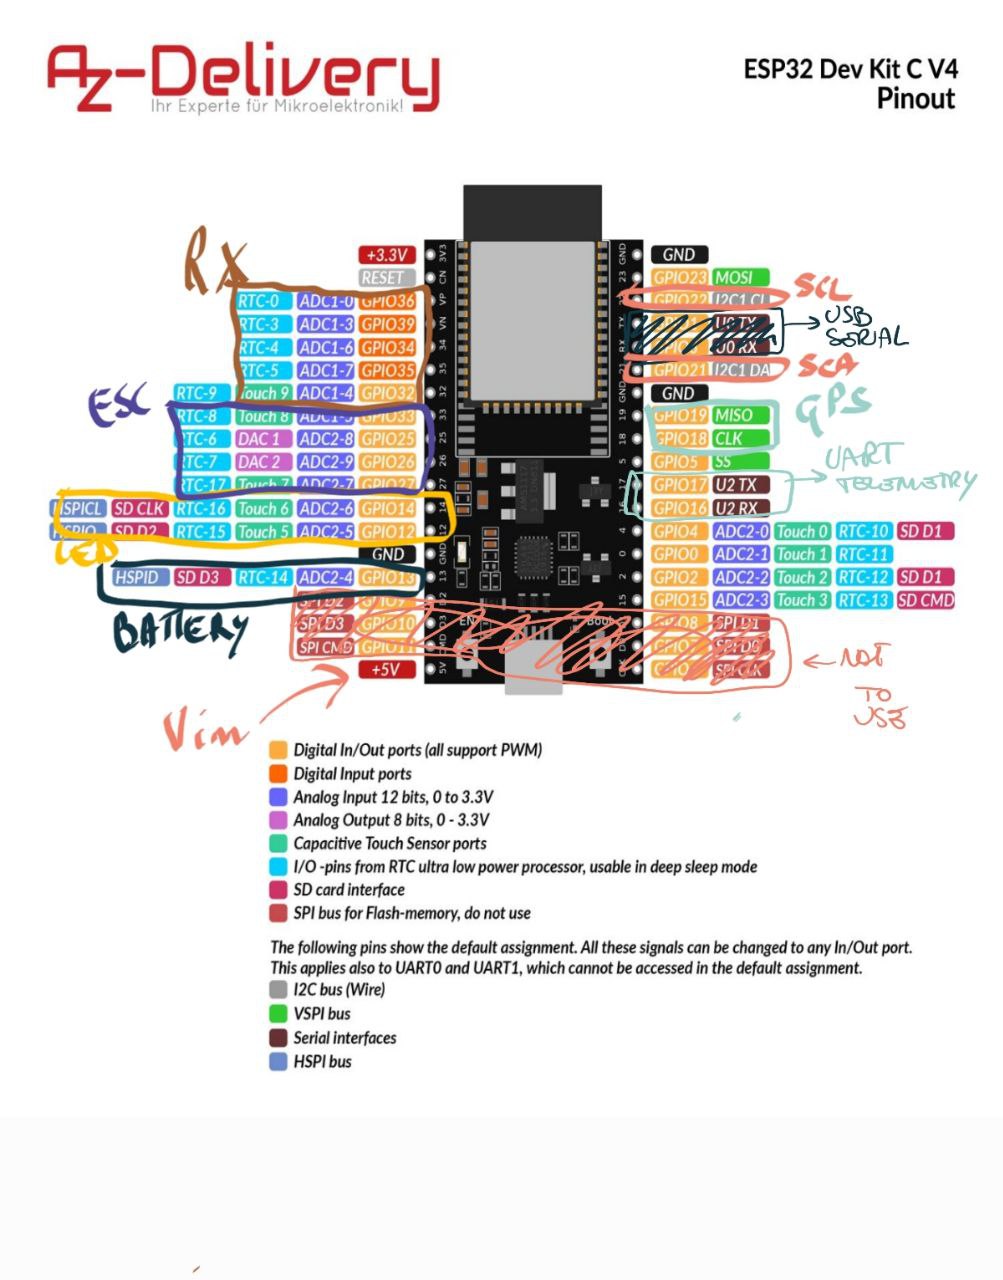 Az-Delivery
Ihr Experte für Mikroelektronik!
ESP32 Dev Kit C V4
Pinout
RX
+3.3V
RESET
RTC-0 ADC1-0 GPIO36
RTC-3 ADC1-3 GPIO39
RTC-4 ADC1-6 GPIO34
RTC-5 ADC1-7 GPIO35
RTC-9 Touch 9 ADC1-4 GPIO32
ESC
RTC-8 Touch 8 ADC1-5 GPIO33
RTC-6 DAC 1 ADC2-8 GPIO25
RTC-7 DAC 2 ADC2-9 GPIO26
RTC-17 Touch 7 ADC2-7 GPIO27
HSPICL SD CLK RTC-16 Touch 6 ADC2-6 GPIO14
SD D2 RTC-15 Touch 5 ADC2-5 GPIO12
LED
GND
HSPID SD D3 RTC-14 ADC2-4 GPIO13
BATTERY
SPI D2 GPIO9
SPI D3 GPIO10
SPI CMD
+5V
Vin
3V3
CN
VP
VN
34
35
32
33
25
26
27
14
12
GND
13
D2
D3
CMD
5V
EN
Boot
GND
23
TX
RX
21
GND
19
18
5
17
16
4
0
2
15
GND
GPIO23 MOSI
GPIO22 I2C1 CL
SCL
U0 TX
U0 RX
USB
SERIAL
GPIO21 I2C1 DA
SCA
GND
GPIO19 MISO
GPIO18 CLK
GPS
GPIO5 SS
GPIO17 U2 TX
GPIO16 U2 RX
UART
TELEMETRY
GPIO4 ADC2-0 Touch 0 RTC-10 SD D1
GPIO0 ADC2-1 Touch 1 RTC-11
GPIO2 ADC2-2 Touch 2 RTC-12 SD D1
GPIO15 ADC2-3 Touch 3 RTC-13 SD CMD
GPIO8 SPI D1
SPI D0
SPI CLK
NOT
TO
USE
Digital In/Out ports (all support PWM)
Digital Input ports
Analog Input 12 bits, 0 to 3.3V
Analog Output 8 bits, 0 - 3.3V
Capacitive Touch Sensor ports
I/O -pins from RTC ultra low power processor, usable in deep sleep mode
SD card interface
SPI bus for Flash-memory, do not use
The following pins show the default assignment. All these signals can be changed to any In/Out port.
This applies also to UART0 and UART1, which cannot be accessed in the default assignment.
I2C bus (Wire)
VSPI bus
Serial interfaces
HSPI bus